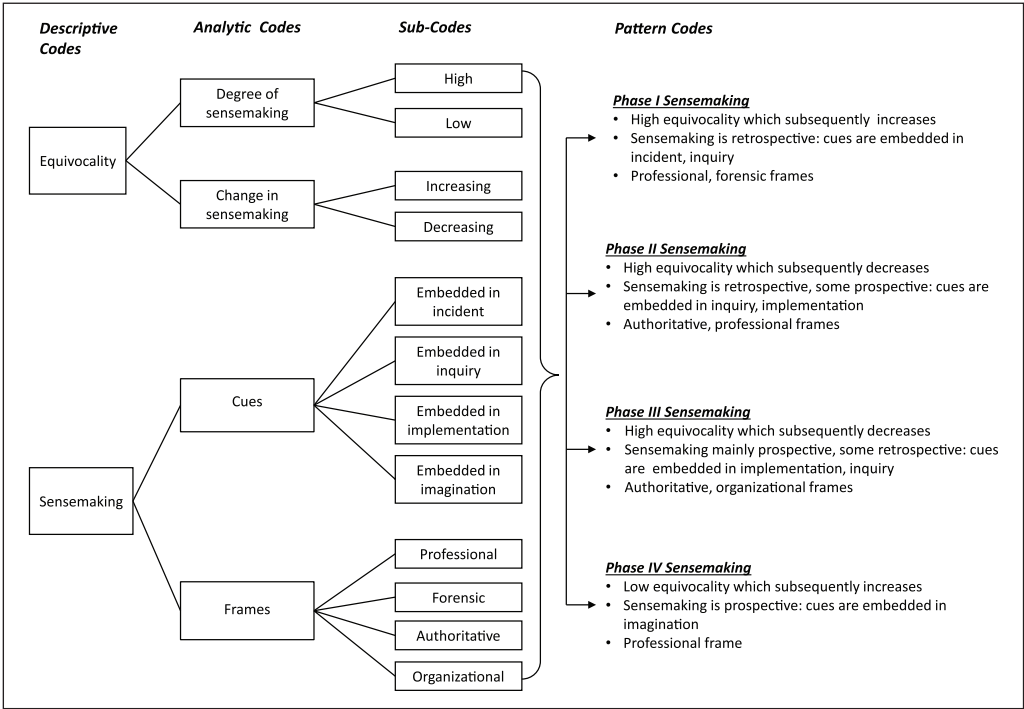 Descriptive
Codes
Analytic Codes
Sub-Codes
Pattern Codes
Equivocality
Degree of
sensemaking
High
Low
Change in
sensemaking
Increasing
Decreasing
Sensemaking
Cues
Embedded in
incident
Embedded in
inquiry
Embedded in
implementation
Embedded in
imagination
Frames
Professional
Forensic
Authoritative
Organizational
Phase I Sensemaking
• High equivocality which subsequently increases
• Sensemaking is retrospective: cues are embedded in
incident, inquiry
• Professional, forensic frames
Phase II Sensemaking
• High equivocality which subsequently decreases
• Sensemaking is retrospective, some prospective: cues are
embedded in inquiry, implementation
• Authoritative, professional frames
Phase III Sensemaking
• High equivocality which subsequently decreases
• Sensemaking mainly prospective, some retrospective: cues
are embedded in implementation, inquiry
• Authoritative, organizational frames
Phase IV Sensemaking
• Low equivocality which subsequently increases
• Sensemaking is prospective: cues are embedded in
imagination
• Professional frame